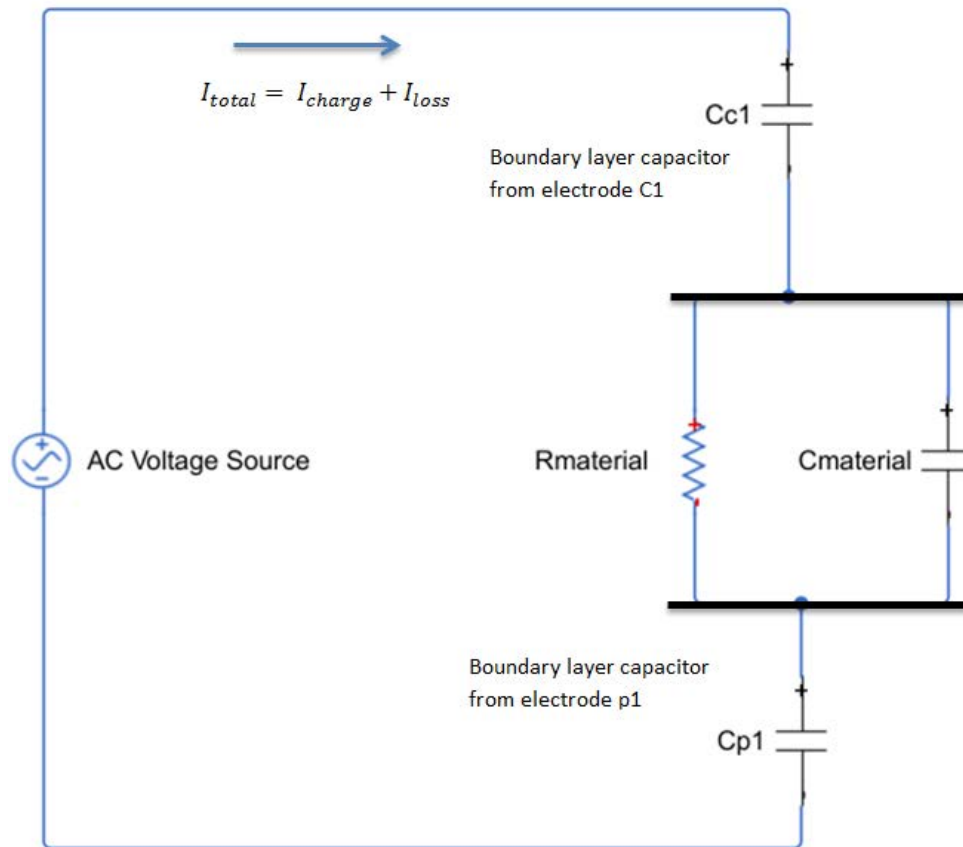 I_total = I_charge + I_loss
Cc1
Boundary layer capacitor
from electrode C1
AC Voltage Source
Rmaterial
Cmaterial
Boundary layer capacitor
from electrode p1
Cp1